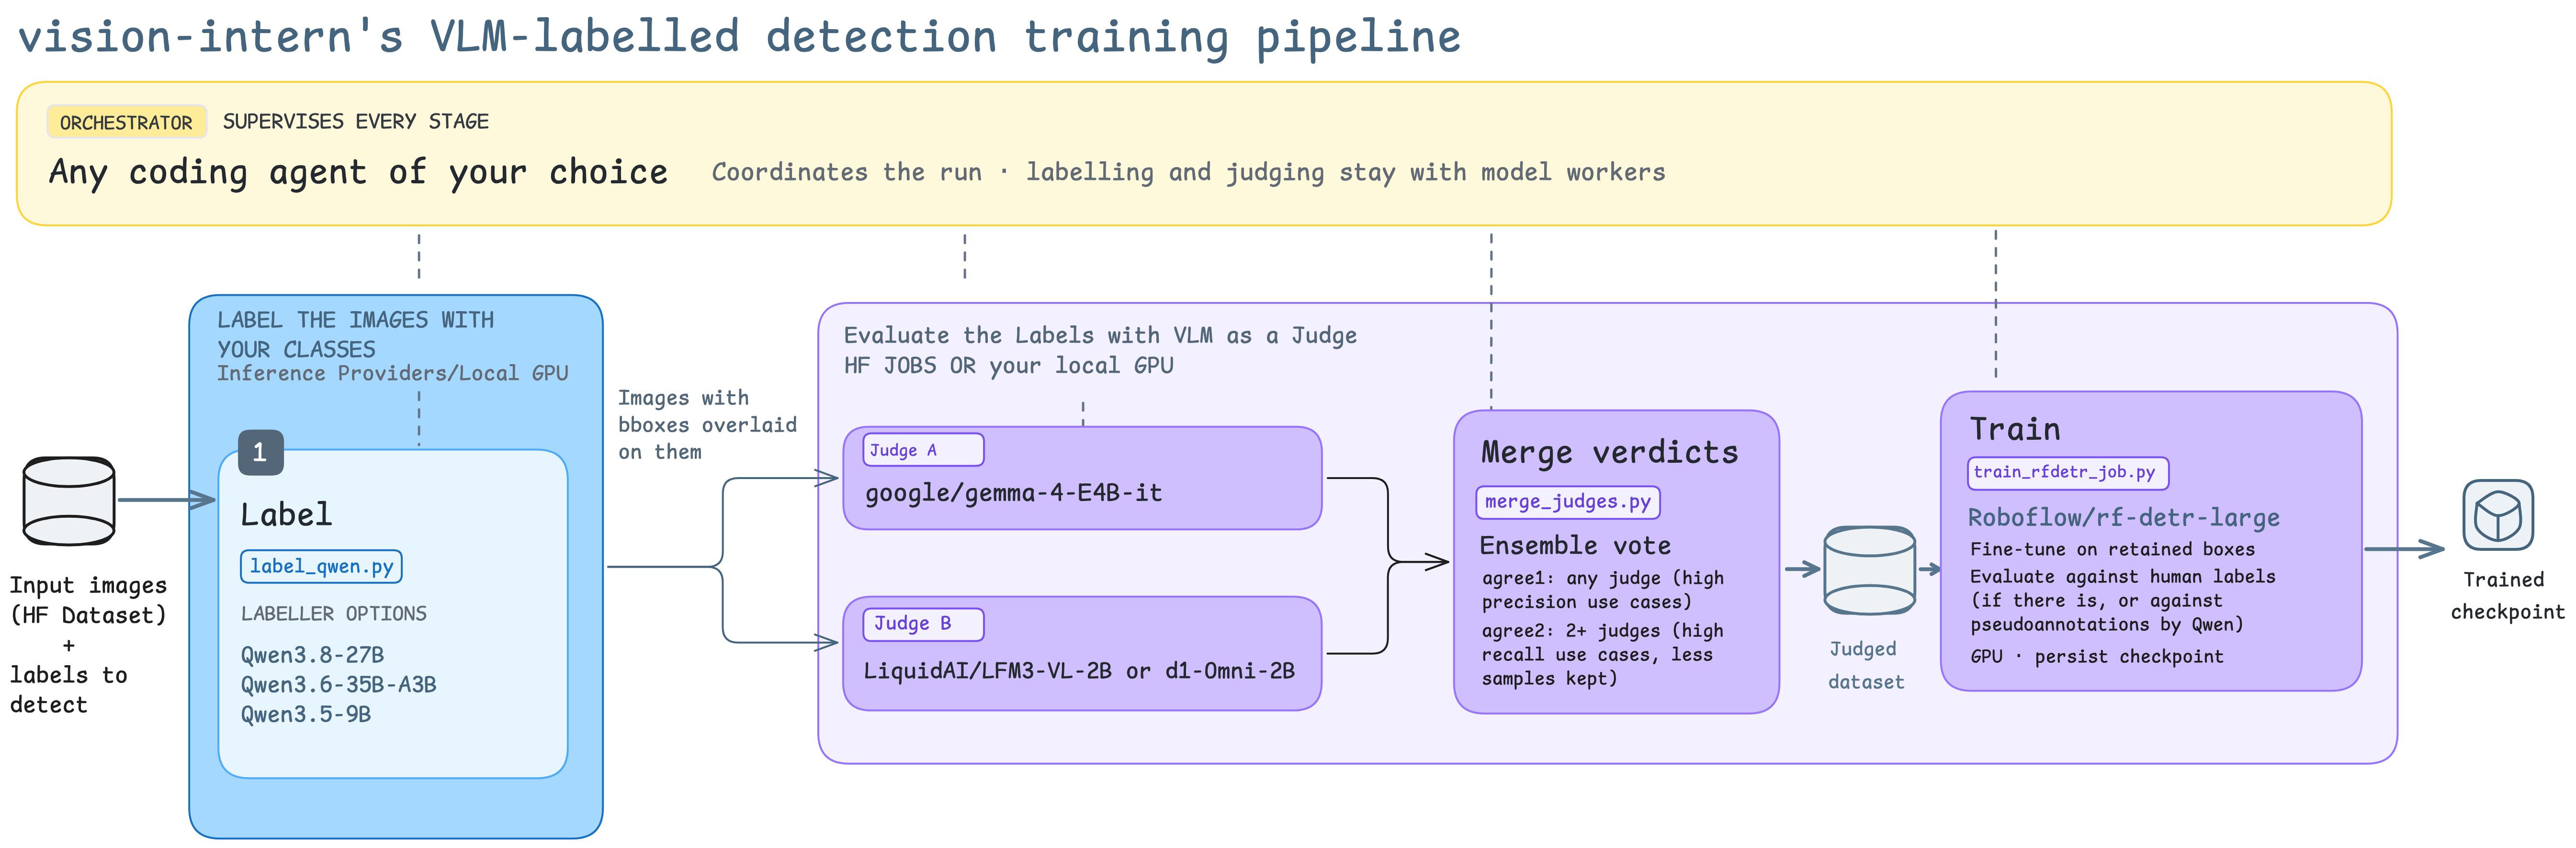 vision-intern's VLM-labelled detection training pipeline
ORCHESTRATOR SUPERVISES EVERY STAGE
Any coding agent of your choice Coordinates the run · labelling and judging stay with model workers
Input images
(HF Dataset)
+
labels to
detect
LABEL THE IMAGES WITH
YOUR CLASSES
Inference Providers/Local GPU
1
Label
label_qwen.py
LABELLER OPTIONS
Qwen3.8-27B
Qwen3.6-35B-A3B
Qwen3.5-9B
Images with
bboxes overlaid
on them
Evaluate the Labels with VLM as a Judge
HF JOBS OR your local GPU
Judge A
google/gemma-4-E4B-it
Judge B
LiquidAI/LFM3-VL-2B or d1-Omni-2B
Merge verdicts
merge_judges.py
Ensemble vote
agree1: any judge (high
precision use cases)
agree2: 2+ judges (high
recall use cases, less
samples kept)
Judged
dataset
Train
train_rfdetr_job.py
Roboflow/rf-detr-large
Fine-tune on retained boxes
Evaluate against human labels
(if there is, or against
pseudoannotations by Qwen)
GPU · persist checkpoint
Trained
checkpoint